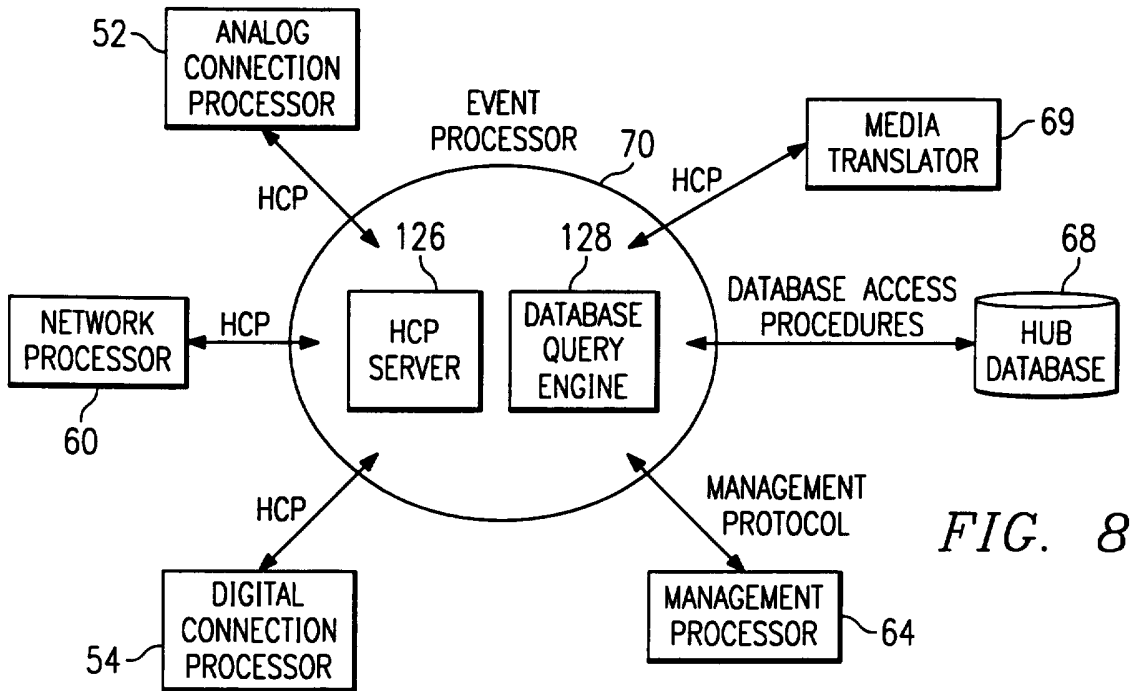 52
ANALOG
CONNECTION
PROCESSOR
EVENT
PROCESSOR
70
MEDIA
TRANSLATOR
69
HCP
HCP
126
128
68
NETWORK
PROCESSOR
60
HCP
HCP
SERVER
DATABASE
QUERY
ENGINE
DATABASE ACCESS
PROCEDURES
HUB
DATABASE
HCP
MANAGEMENT
PROTOCOL
FIG. 8
DIGITAL
CONNECTION
PROCESSOR
54
MANAGEMENT
PROCESSOR
64